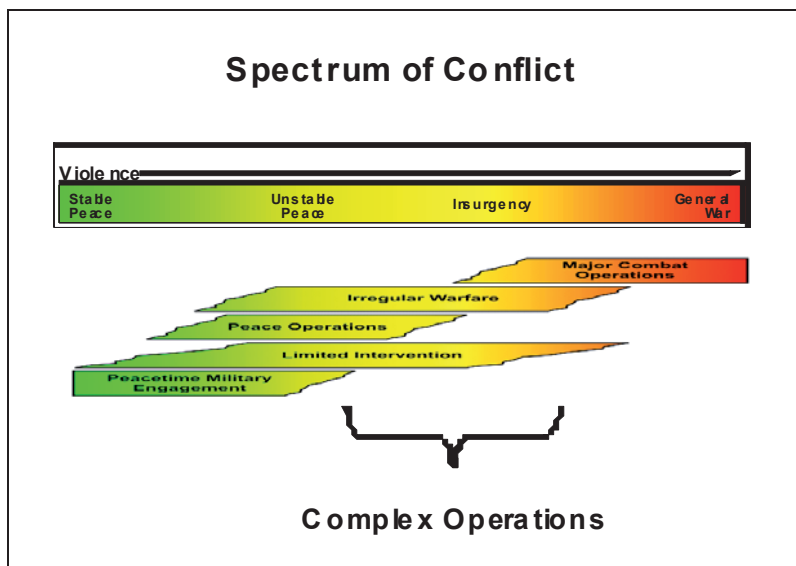 Spectrum of Conflict
Violence
Stable
Peace
Unstable
Peace
Insurgency
General
War
Major Combat
Operations
Irregular Warfare
Peace Operations
Limited Intervention
Peacetime Military
Engagement
Complex Operations